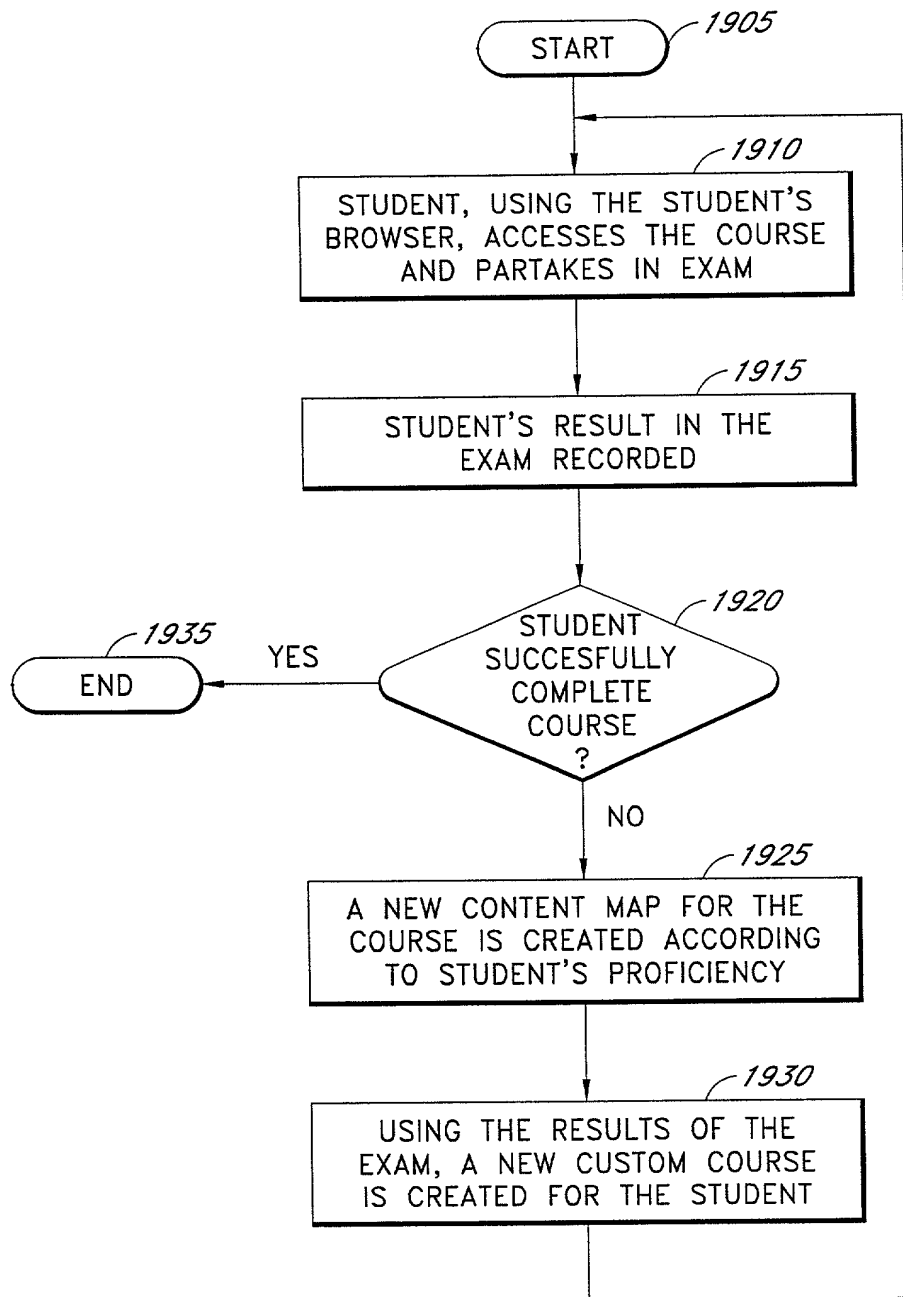 1905
START
1910
STUDENT, USING THE STUDENT'S
BROWSER, ACCESSES THE COURSE
AND PARTAKES IN EXAM
1915
STUDENT'S RESULT IN THE
EXAM RECORDED
1920
STUDENT
SUCCESFULLY
COMPLETE
COURSE
?
1935
END
YES
NO
1925
A NEW CONTENT MAP FOR THE
COURSE IS CREATED ACCORDING
TO STUDENT'S PROFICIENCY
1930
USING THE RESULTS OF THE
EXAM, A NEW CUSTOM COURSE
IS CREATED FOR THE STUDENT